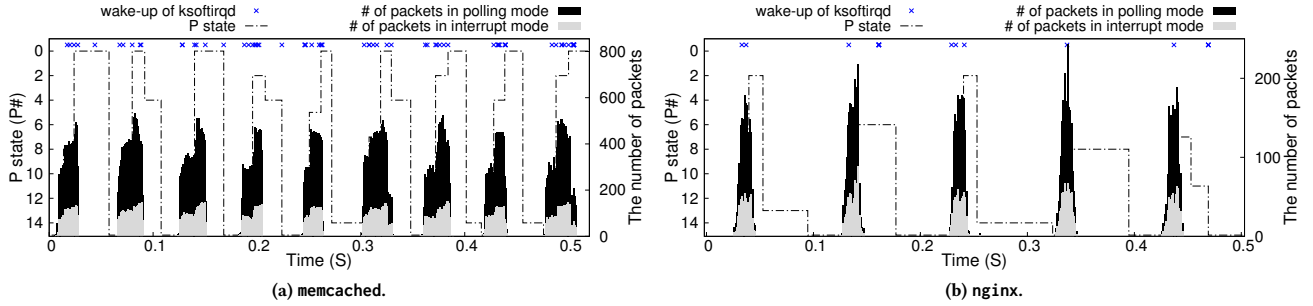 wake-up of ksoftirqd
P state
# of packets in polling mode
# of packets in interrupt mode
P state (P#)
0
2
4
6
8
10
12
14
0
0.1
0.2
0.3
0.4
0.5
Time (S)
800
600
400
200
0
The number of packets
(a) memcached.
wake-up of ksoftirqd
P state
# of packets in polling mode
# of packets in interrupt mode
P state (P#)
0
2
4
6
8
10
12
14
0
0.1
0.2
0.3
0.4
0.5
Time (S)
200
100
0
The number of packets
(b) nginx.